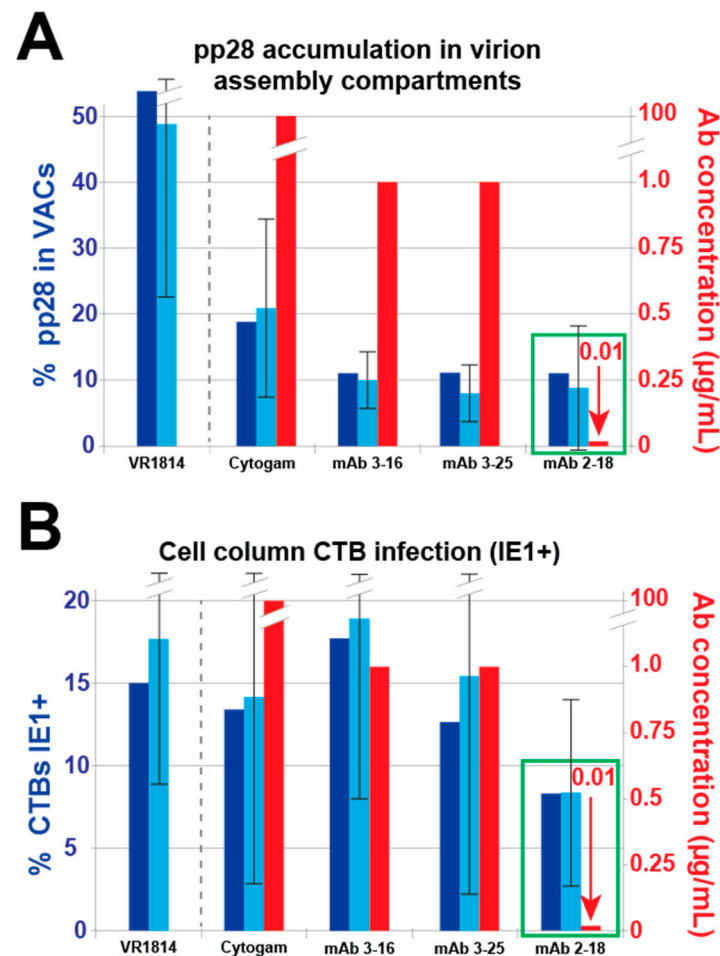 A
pp28 accumulation in virion
assembly compartments
% pp28 in VACs
50
40
30
20
10
0
100
1.0
0.75
0.5
0.25
0
Ab concentration (µg/mL)
0.01
VR1814
Cytogam
mAb 3-16
mAb 3-25
mAb 2-18
B
Cell column CTB infection (IE1+)
% CTBs IE1+
20
15
10
5
0
100
1.0
0.75
0.5
0.25
0
Ab concentration (µg/mL)
0.01
VR1814
Cytogam
mAb 3-16
mAb 3-25
mAb 2-18